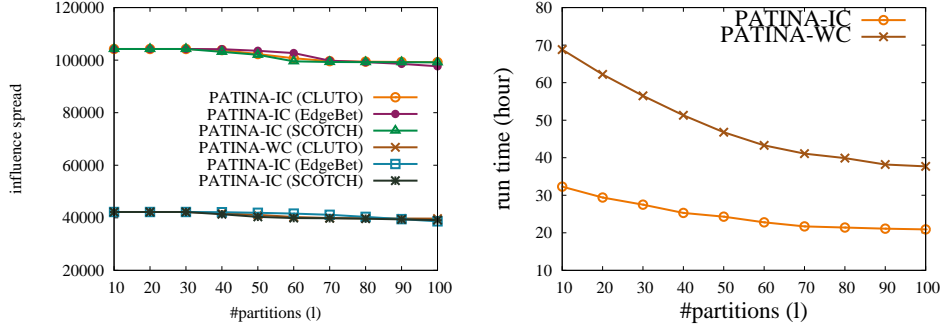 120000
100000
80000
60000
40000
20000
influence spread
PATINA-IC (CLUTO)
PATINA-IC (EdgeBet)
PATINA-IC (SCOTCH)
PATINA-WC (CLUTO)
PATINA-IC (EdgeBet)
PATINA-IC (SCOTCH)
10 20 30 40 50 60 70 80 90 100
#partitions (l)
80
70
60
50
40
30
20
10
run time (hour)
PATINA-IC
PATINA-WC
10 20 30 40 50 60 70 80 90 100
#partitions (l)